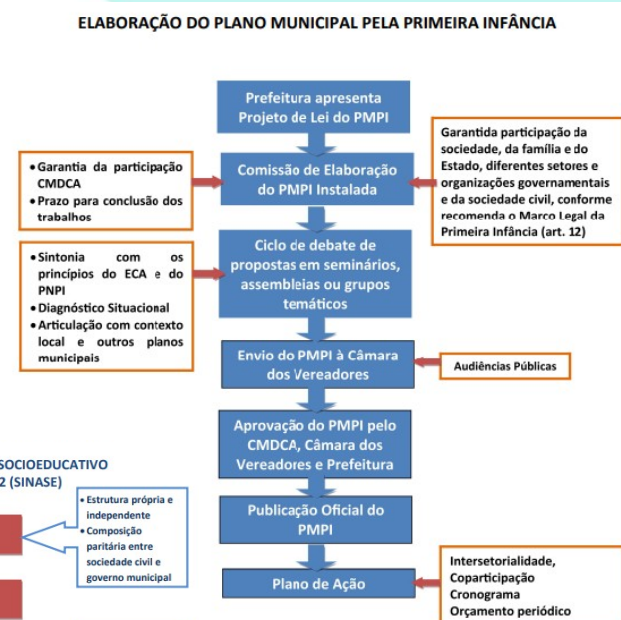 ELABORAÇÃO DO PLANO MUNICIPAL PELA PRIMEIRA INFÂNCIA
Prefeitura apresenta
Projeto de Lei do PMPI
• Garantia da participação
CMDCA
• Prazo para conclusão dos
trabalhos
Comissão de Elaboração
do PMPI Instalada
Garantida participação da
sociedade, da família e do
Estado, diferentes setores e
organizações governamentais
e da sociedade civil, conforme
recomenda o Marco Legal da
Primeira Infância (art. 12)
• Sintonia com os
princípios do ECA e do
PNPI
• Diagnóstico Situacional
• Articulação com contexto
local e outros planos
municipais
Ciclo de debate de
propostas em seminários,
assembleias ou grupos
temáticos
Envio do PMPI à Câmara
dos Vereadores
Audiências Públicas
Aprovação do PMPI pelo
CMDCA, Câmara dos
Vereadores e Prefeitura
SOCIOEDUCATIVO
2 (SINASE)
• Estrutura própria e
independente
• Composição
paritária entre
sociedade civil e
governo municipal
Publicação Oficial do
PMPI
Plano de Ação
Intersetorialidade,
Coparticipação
Cronograma
Orçamento periódico